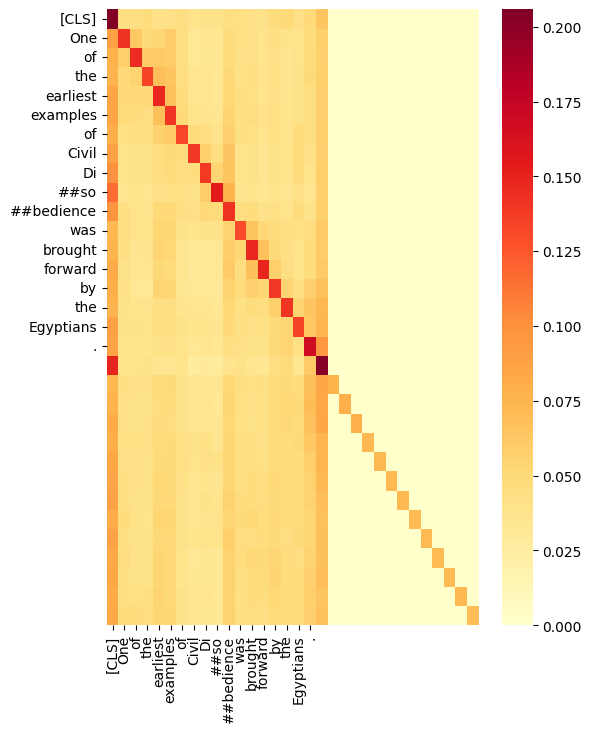 [CLS]
One
of
the
earliest
examples
of
Civil
Di
##so
##bedience
was
brought
forward
by
the
Egyptians
.
[CLS]
One
of
the
earliest
examples
of
Civil
Di
##so
##bedience
was
brought
forward
by
the
Egyptians
.
0.200
0.175
0.150
0.125
0.100
0.075
0.050
0.025
0.000